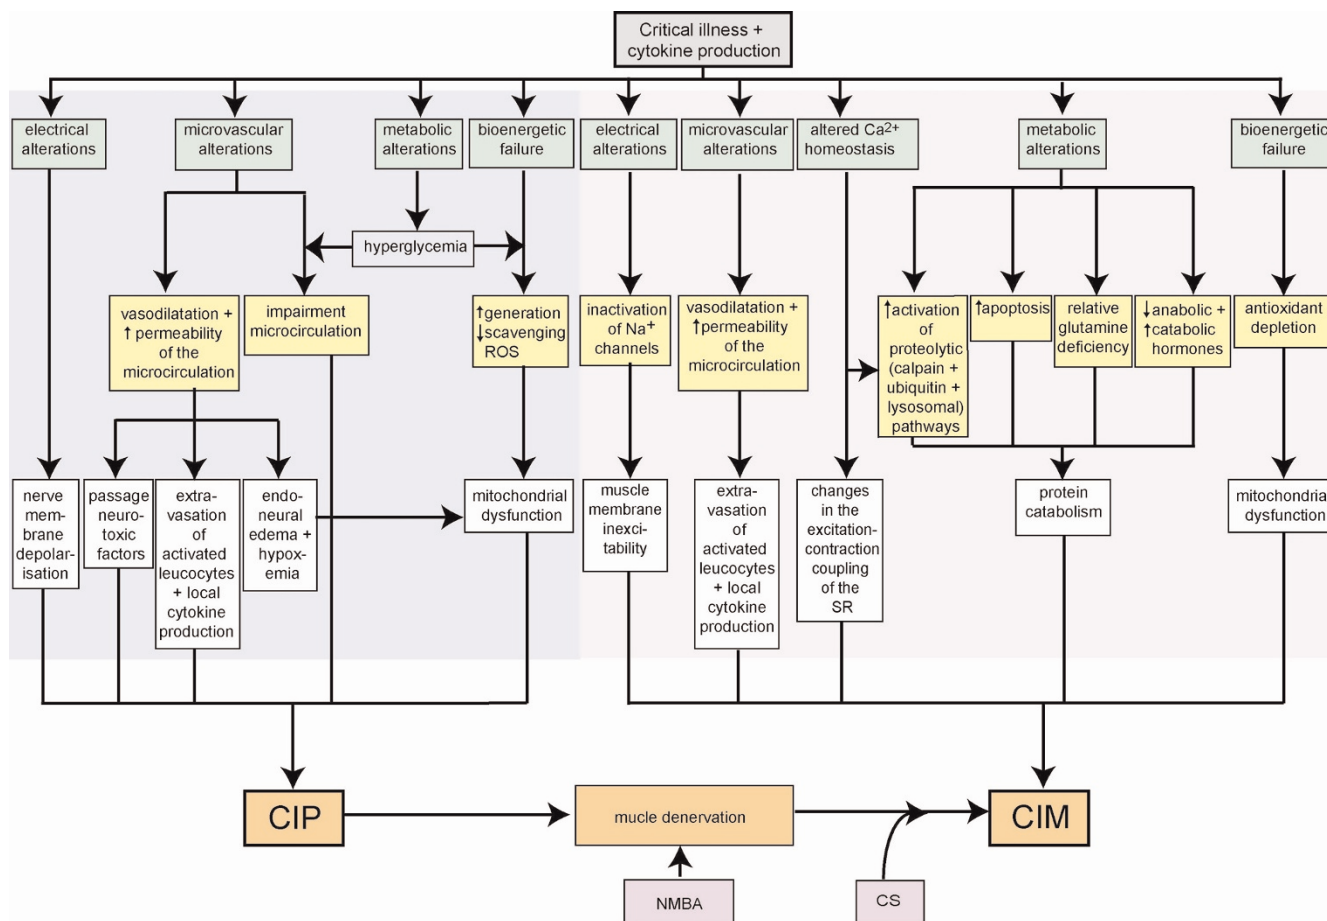 Critical illness +
cytokine production
electrical
alterations
microvascular
alterations
metabolic
alterations
bioenergetic
failure
electrical
alterations
microvascular
alterations
altered Ca2+
homeostasis
metabolic
alterations
bioenergetic
failure
hyperglycemia
vasodilatation +
↑ permeability
of the
microcirculation
impairment
microcirculation
↑generation
↓scavenging
ROS
inactivation
of Na+
channels
vasodilatation +
↑permeability
of the
microcirculation
↑activation
of
proteolytic
(calpain +
ubiquitin +
lysosomal)
pathways
↑apoptosis
relative
glutamine
deficiency
↓anabolic +
↑catabolic
hormones
antioxidant
depletion
nerve
mem-
brane
depolar-
isation
passage
neuro-
toxic
factors
extra-
vasation
of
activated
leucocytes
+ local
cytokine
production
endo-
neural
edema +
hypox-
emia
mitochondrial
dysfunction
muscle
membrane
inexci-
tability
extra-
vasation of
activated
leucocytes
+ local
cytokine
production
changes
in the
excitation-
contraction
coupling
of the
SR
protein
catabolism
mitochondrial
dysfunction
CIP
mucle denervation
CIM
NMBA
CS